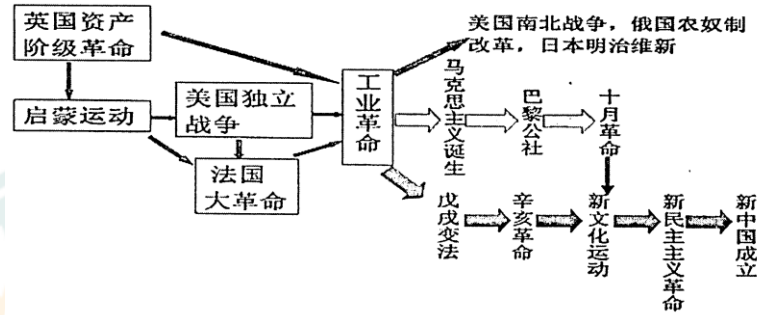 英国资产
阶级革命
美国南北战争，俄国农奴制
改革，日本明治维新
启蒙运动
美国独立
战争
法国
大革命
工业革命
马克思主义诞生
巴黎公社
十月革命
戊戌变法
辛亥革命
新文化运动
新民主主义革命
新中国成立